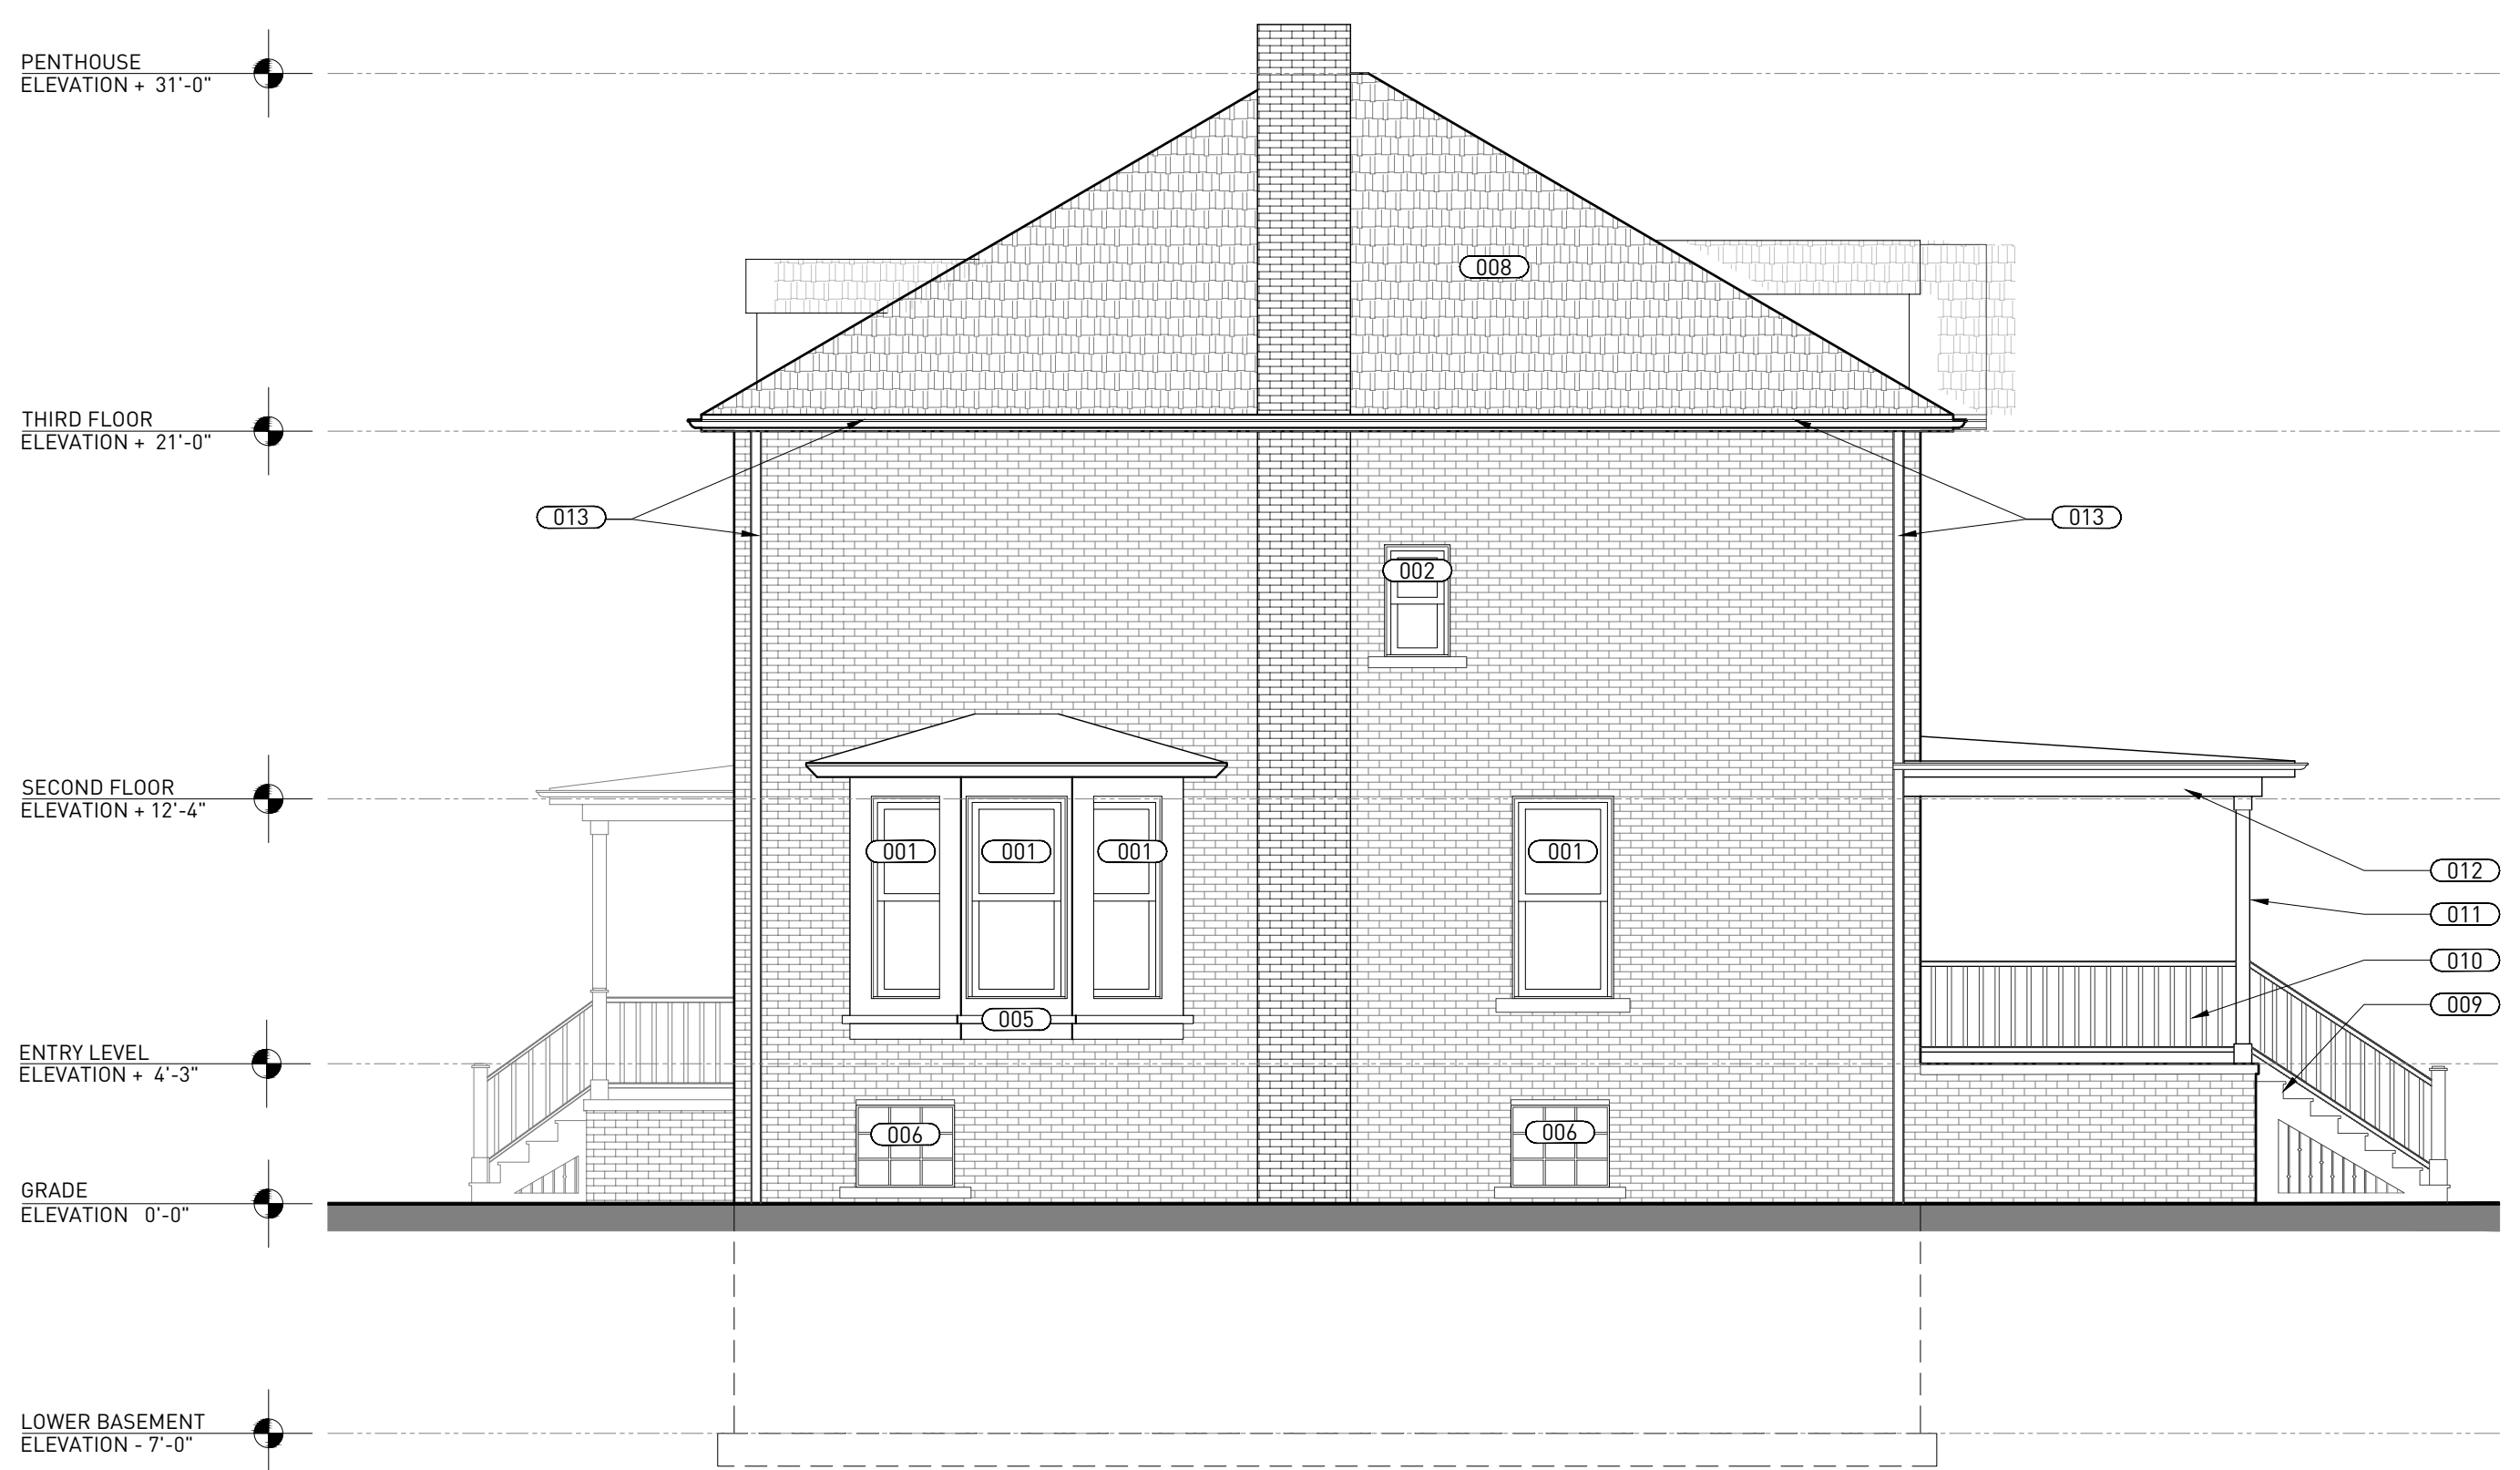 PENTHOUSE
ELEVATION + 31'-0"
008
THIRD FLOOR
ELEVATION + 21'-0"
013
013
002
SECOND FLOOR
ELEVATION + 12'-4"
001
001
001
001
012
011
010
009
005
ENTRY LEVEL
ELEVATION + 4'-3"
006
006
GRADE
ELEVATION 0'-0"
LOWER BASEMENT
ELEVATION - 7'-0"